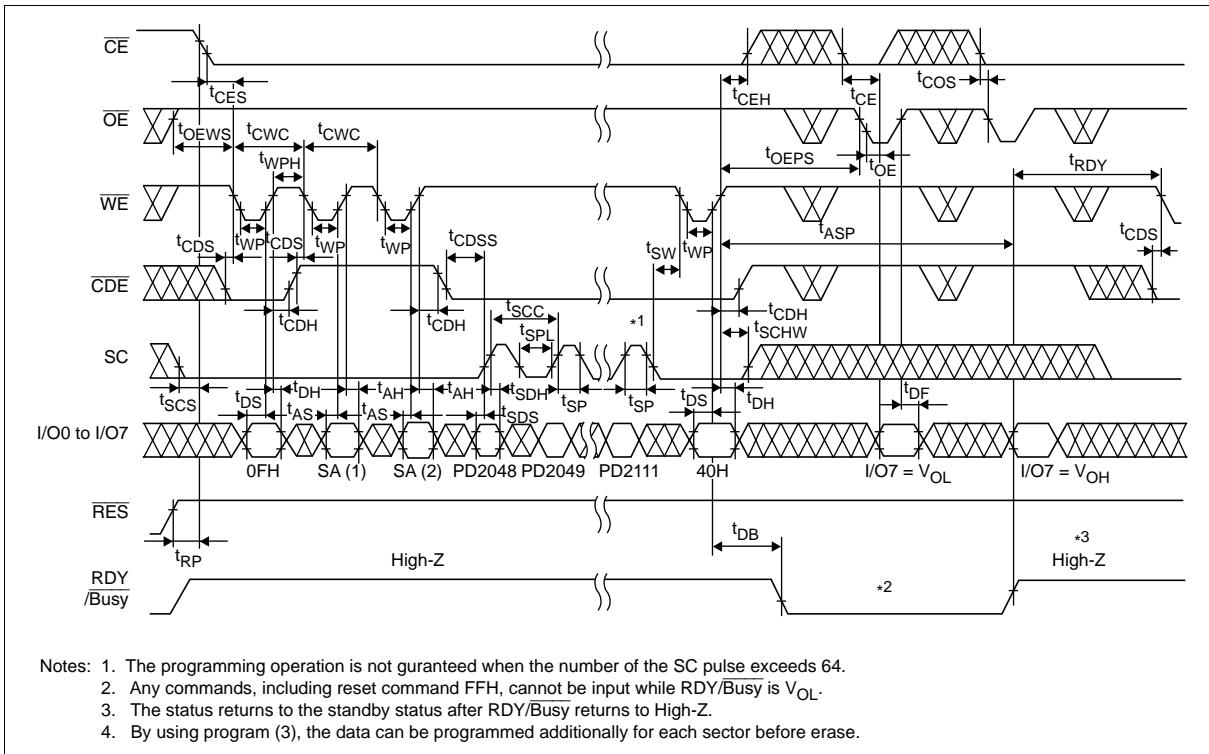 CE
tCES
tCEH
tCE
tCOS
OE
tOEWS
tCWC
tCWC
tWPH
tOEPS
tOE
tRDY
WE
tCDS
tWP
tCDS
tWP
tWP
tCDSS
tSW
tWP
tASP
tCDS
CDE
tCDH
tCDH
tSCC
tSPL
*1
tCDH
tSCHW
SC
tSCS
tDS
tDH
tAS
tAH
tAS
tAH
tSDH
tSDS
tSP
tSP
tDS
tDH
tDF
I/O0 to I/O7
0FH
SA (1)
SA (2)
PD2048
PD2049
PD2111
40H
I/O7 = VOL
I/O7 = VOH
RES
tRP
High-Z
tDB
*3
High-Z
RDY
/Busy
*2
Notes: 1. The programming operation is not guranteed when the number of the SC pulse exceeds 64.
2. Any commands, including reset command FFH, cannot be input while RDY/Busy is VOL.
3. The status returns to the standby status after RDY/Busy returns to High-Z.
4. By using program (3), the data can be programmed additionally for each sector before erase.